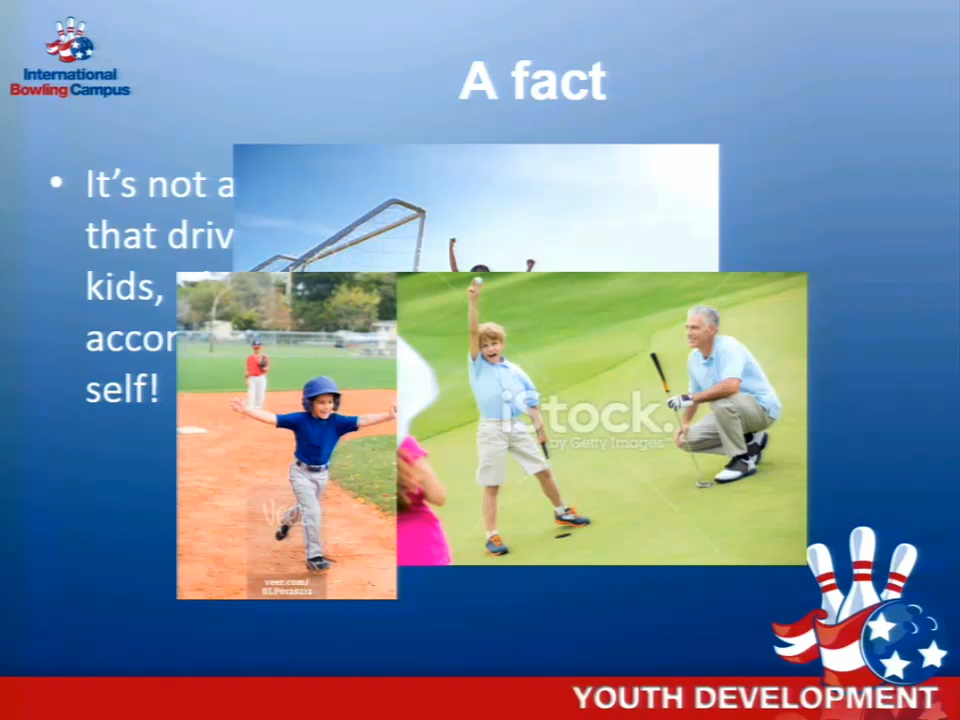 International
Bowling Campus
A fact
• It's not a
that driv
kids,
accor
self!
iStock.
by Getty Images
Veer
veer.com/
YOUTH DEVELOPMENT